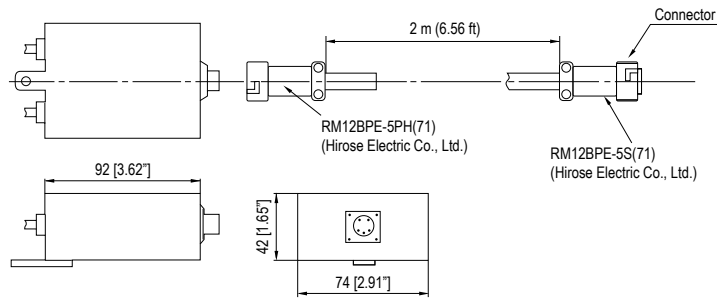 Connector
2 m (6.56 ft)
RM12BPE-5PH(71)
(Hirose Electric Co., Ltd.)
RM12BPE-5S(71)
(Hirose Electric Co., Ltd.)
92 [3.62”]
42 [1.65”]
74 [2.91”]